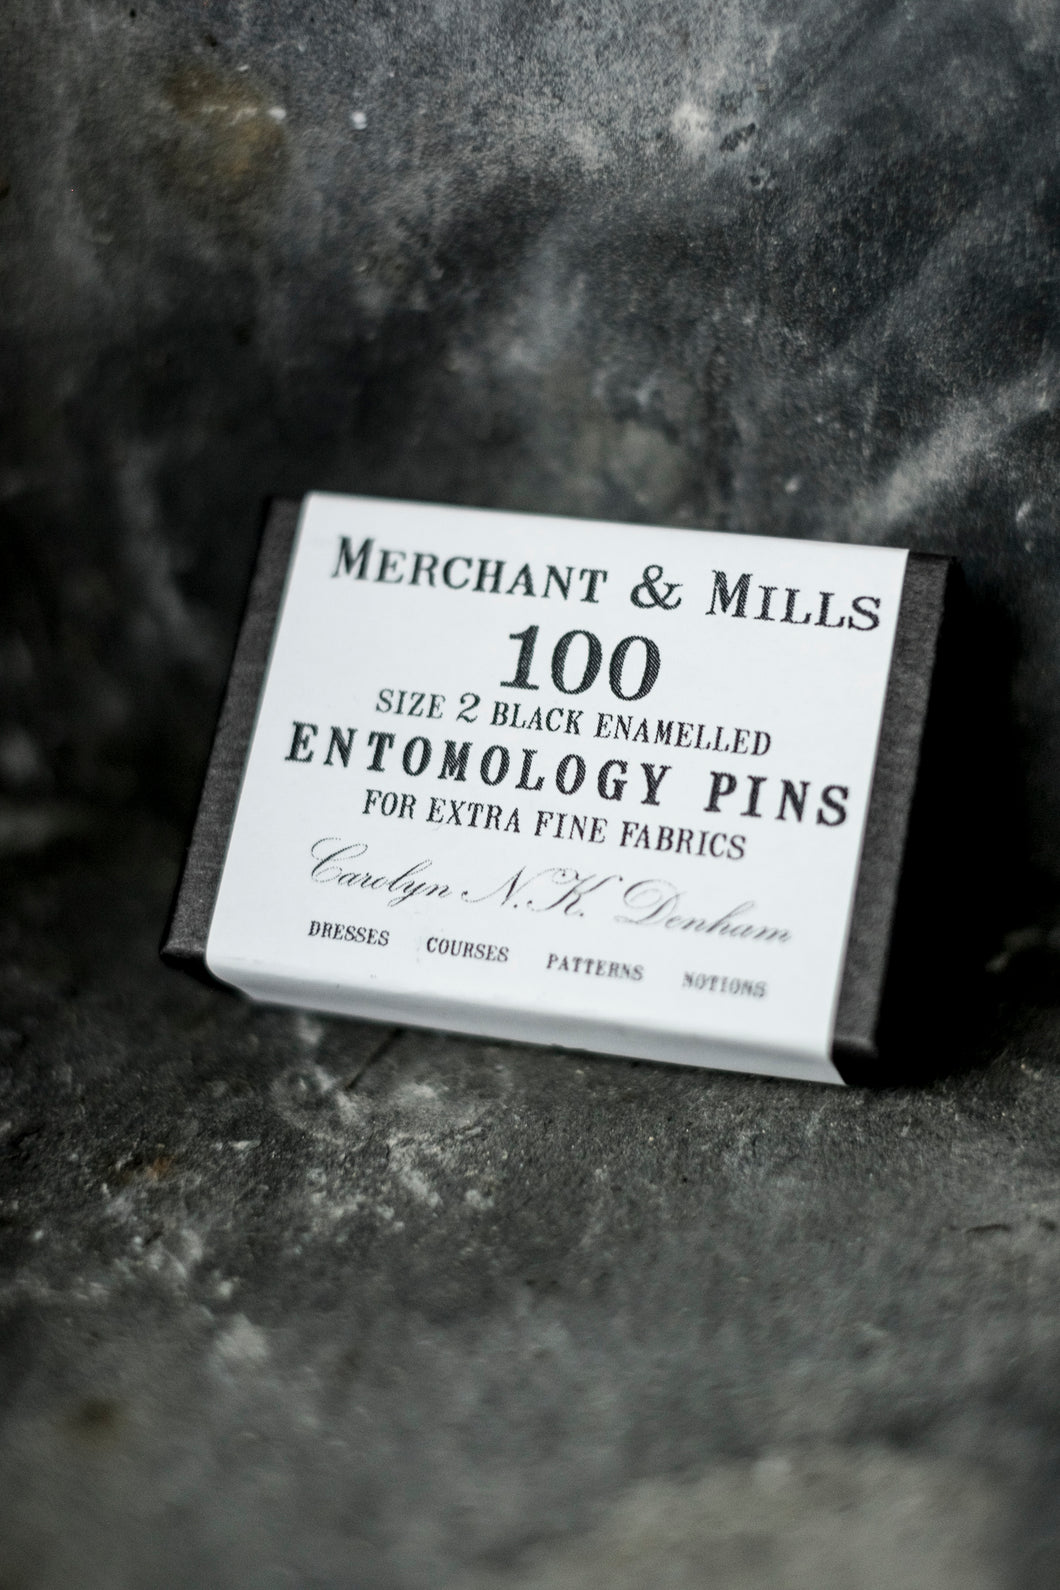 MERCHANT & MILLS
100
SIZE 2 BLACK ENAMELLED
ENTOMOLOGY PINS
FOR EXTRA FINE FABRICS
Carolyn N.K. Denham
DRESSES COURSES PATTERNS NOTIONS